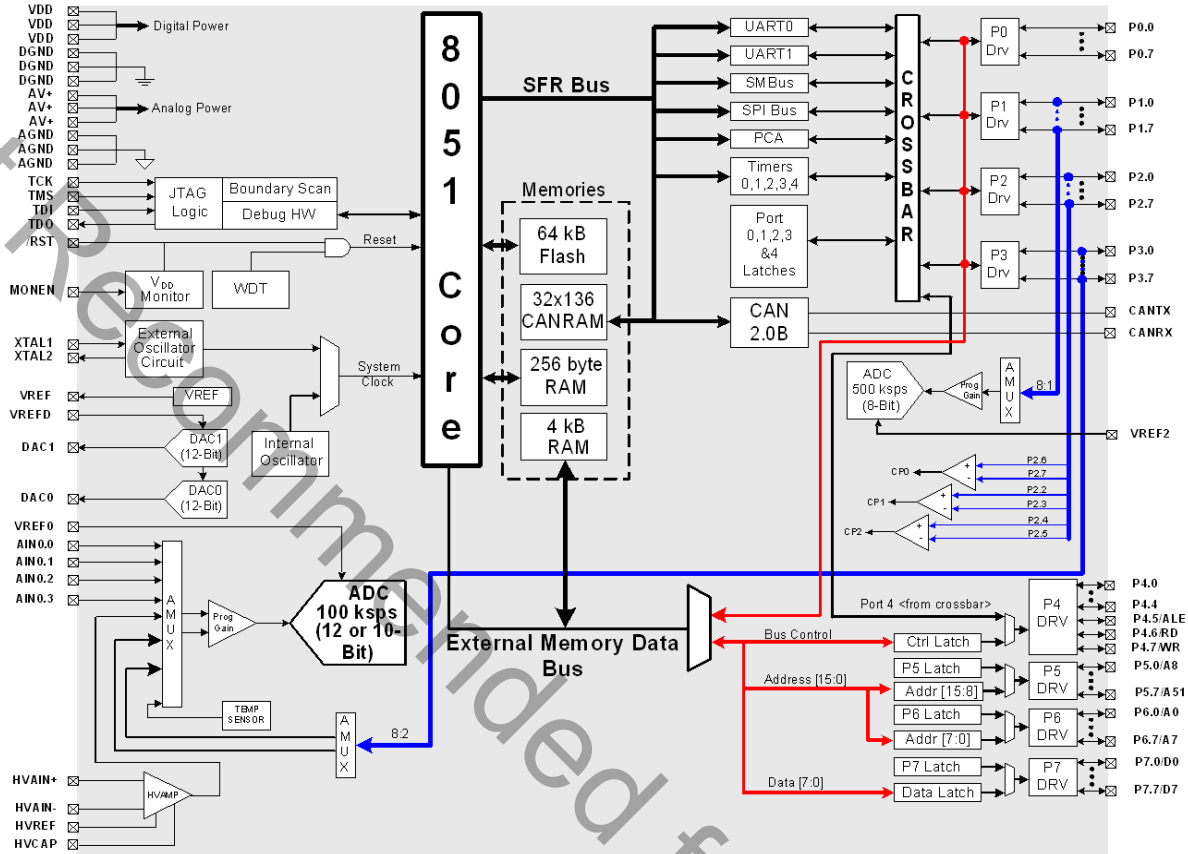 VDD
VDD
VDD
Digital Power
DGND
DGND
DGND
AV+
AV+
AV+
Analog Power
AGND
AGND
AGND
TCK
TMS
TDI
TDO
JTAG
Logic
Boundary Scan
Debug HW
/RST
Reset
MONEN
VDD
Monitor
WDT
XTAL1
XTAL2
External
Oscillator
Circuit
System
Clock
VREF
VREF
VREFD
DAC1
DAC1
(12-Bit)
Internal
Oscillator
DAC0
DAC0
(12-Bit)
VREF0
AIN0.0
AIN0.1
AIN0.2
AIN0.3
AMUX
Prog
Gain
ADC
100 ksps
(12 or 10-
Bit)
TEMP
SENSOR
AMUX
8:2
HVAIN+
HVAIN-
HVREF
HVCAP
HVAMP
8051 Core
SFR Bus
Memories
64 kB
Flash
32x136
CANRAM
256 byte
RAM
4 kB
RAM
External Memory Data
Bus
UART0
UART1
SMBus
SPI Bus
PCA
Timers
0,1,2,3,4
Port
0,1,2,3
&4
Latches
CAN
2.0B
CROSSBAR
P0
Drv
P1
Drv
P2
Drv
P3
Drv
P0.0
P0.7
P1.0
P1.7
P2.0
P2.7
P3.0
P3.7
CANTX
CANRX
ADC
500 ksps
(8-Bit)
Prog
Gain
AMUX
8:1
VREF2
CP0
+
-
P2.6
P2.7
CP1
+
-
P2.2
P2.3
CP2
+
-
P2.4
P2.5
Port 4 <from crossbar>
Bus Control
Ctrl Latch
P4
DRV
P4.0
P4.4
P4.5/ALE
P4.6/RD
P4.7/WR
Address [15:0]
P5 Latch
Addr [15:8]
P5
DRV
P5.0/A8
P5.7/A51
P6 Latch
Addr [7:0]
P6
DRV
P6.0/A0
P6.7/A7
Data [7:0]
P7 Latch
Data Latch
P7
DRV
P7.0/D0
P7.7/D7
Recommended f